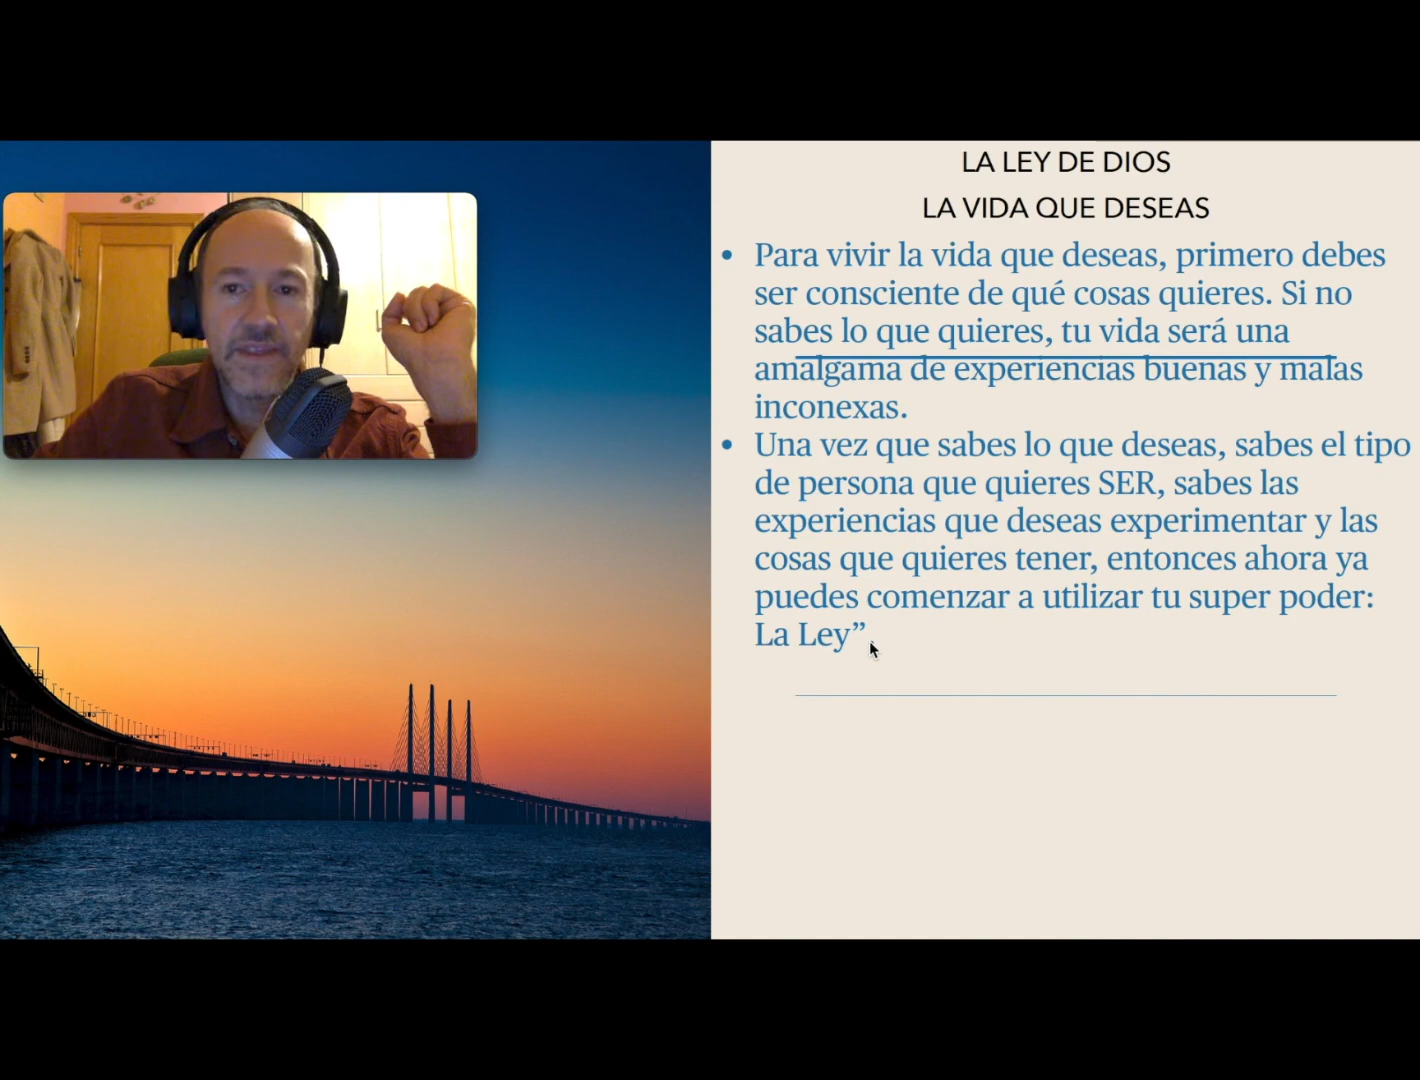 LA LEY DE DIOS
LA VIDA QUE DESEAS
• Para vivir la vida que deseas, primero debes
ser consciente de qué cosas quieres. Si no
sabes lo que quieres, tu vida será una
amalgama de experiencias buenas y malas
inconexas.
• Una vez que sabes lo que deseas, sabes el tipo
de persona que quieres SER, sabes las
experiencias que deseas experimentar y las
cosas que quieres tener, entonces ahora ya
puedes comenzar a utilizar tu super poder:
La Ley”